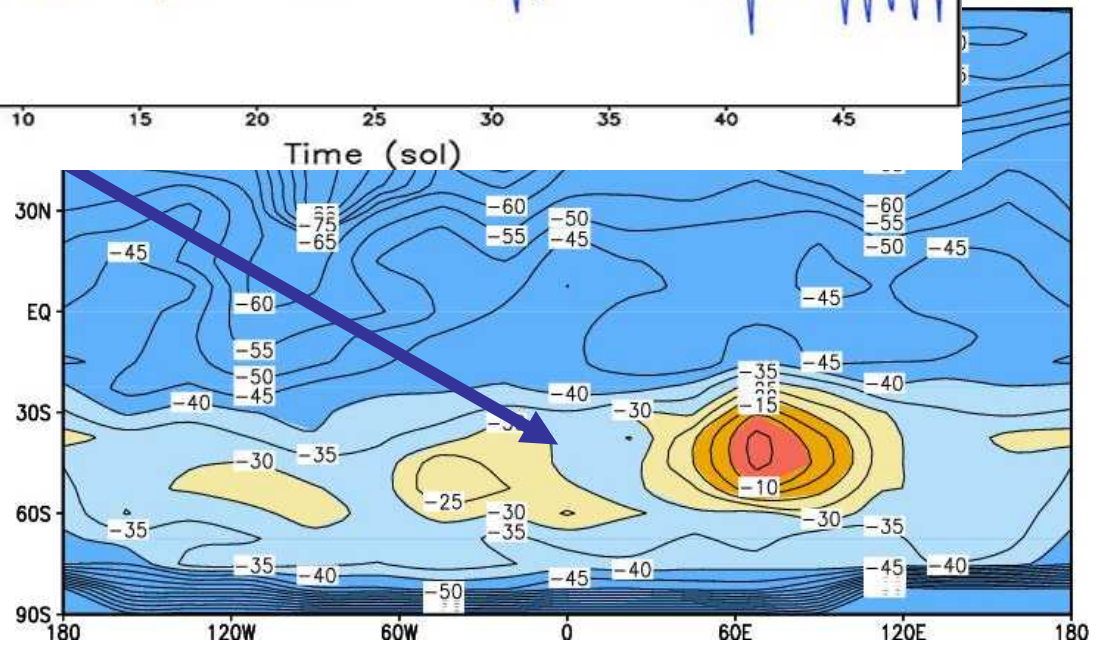 10 15 20 25 30 35 40 45
Time (sol)
30N -75 -60 -50 -60
-65 -55 -45 -55
-45 -50 -45
EQ -60 -45
-55 -45
-50 -35
-45 -40 -40
30S -40 -30 -15
-30 -35
-25 -10
60S -30 -30
-35 -35 -35
-35 -40 -45 -40 -45 -40
-50
90S
180 120W 60W 0 60E 120E 180